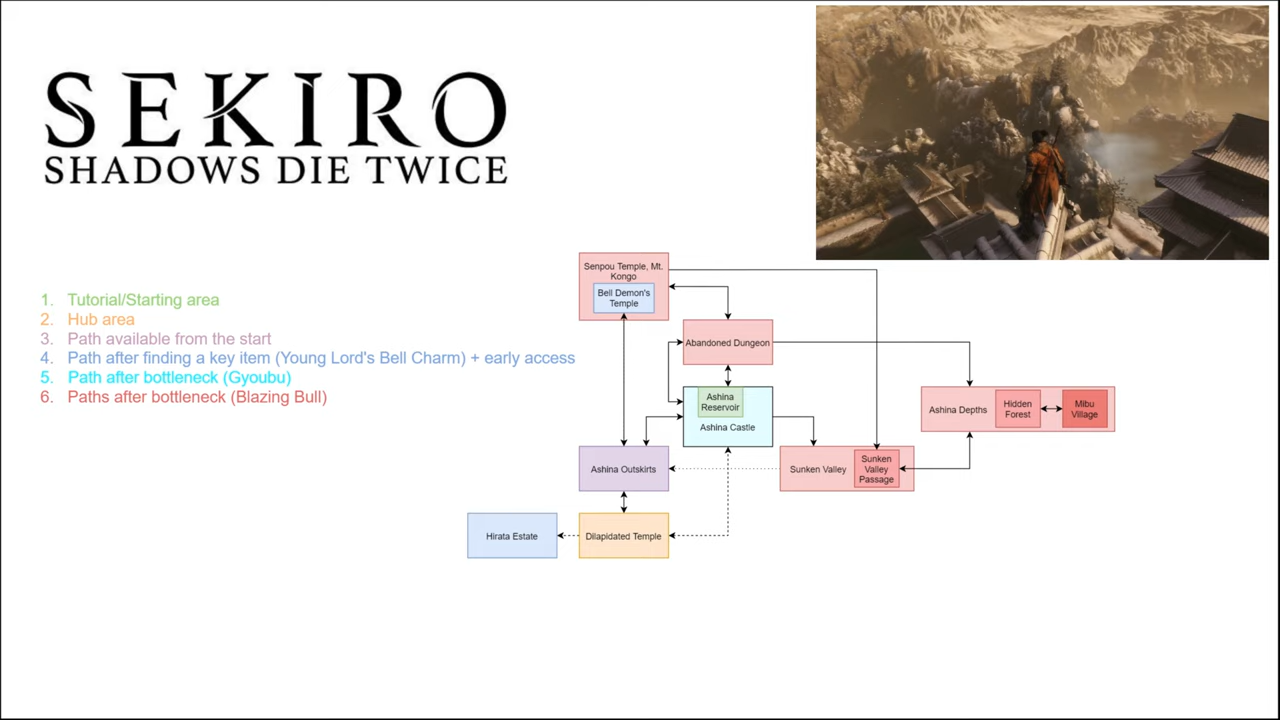 SEKIRO
SHADOWS DIE TWICE
1. Tutorial/Starting area
2. Hub area
3. Path available from the start
4. Path after finding a key item (Young Lord's Bell Charm) + early access
5. Path after bottleneck (Gyoubu)
6. Paths after bottleneck (Blazing Bull)
Senpou Temple, Mt.
Kongo
Bell Demon's
Temple
Abandoned Dungeon
Ashina
Reservoir
Ashina Castle
Ashina Depths
Hidden
Forest
Mibu
Village
Ashina Outskirts
Sunken Valley
Sunken
Valley
Passage
Hirata Estate
Dilapidated Temple